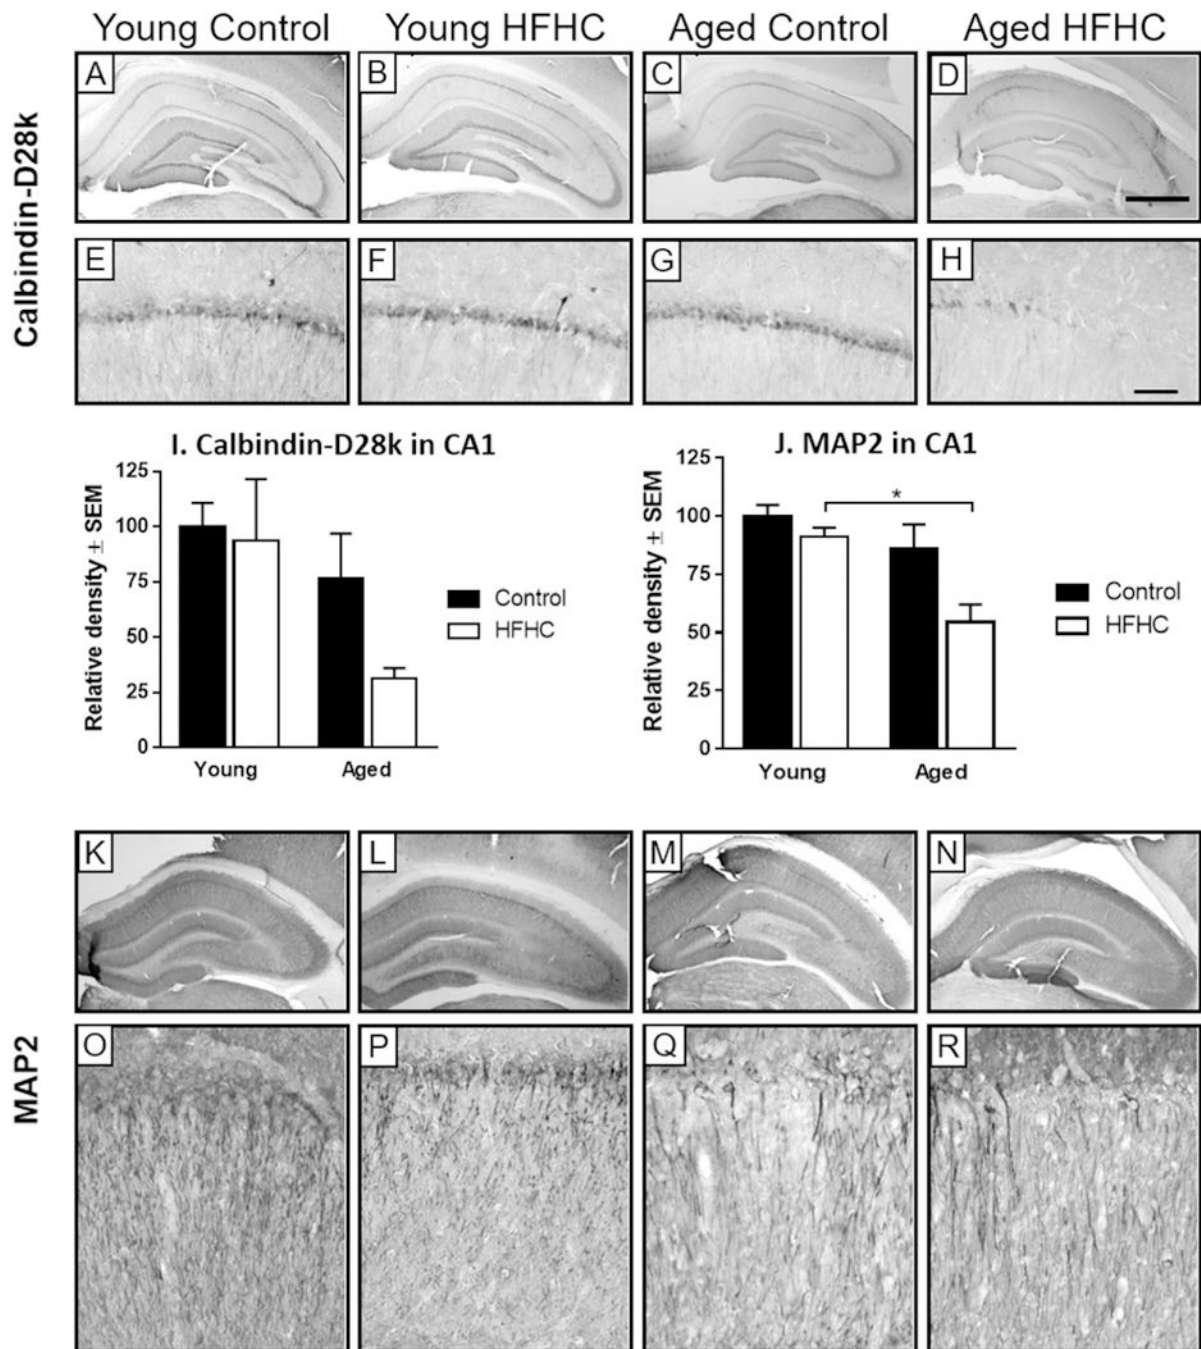 Young Control Young HFHC Aged Control Aged HFHC
Calbindin-D28k
A B C D
E F G H
I. Calbindin-D28k in CA1
Relative density ± SEM
125
100
75
50
25
0
Young Aged
Control
HFHC
J. MAP2 in CA1
Relative density ± SEM
125
100
75
50
25
0
*
Young Aged
Control
HFHC
MAP2
K L M N
O P Q R